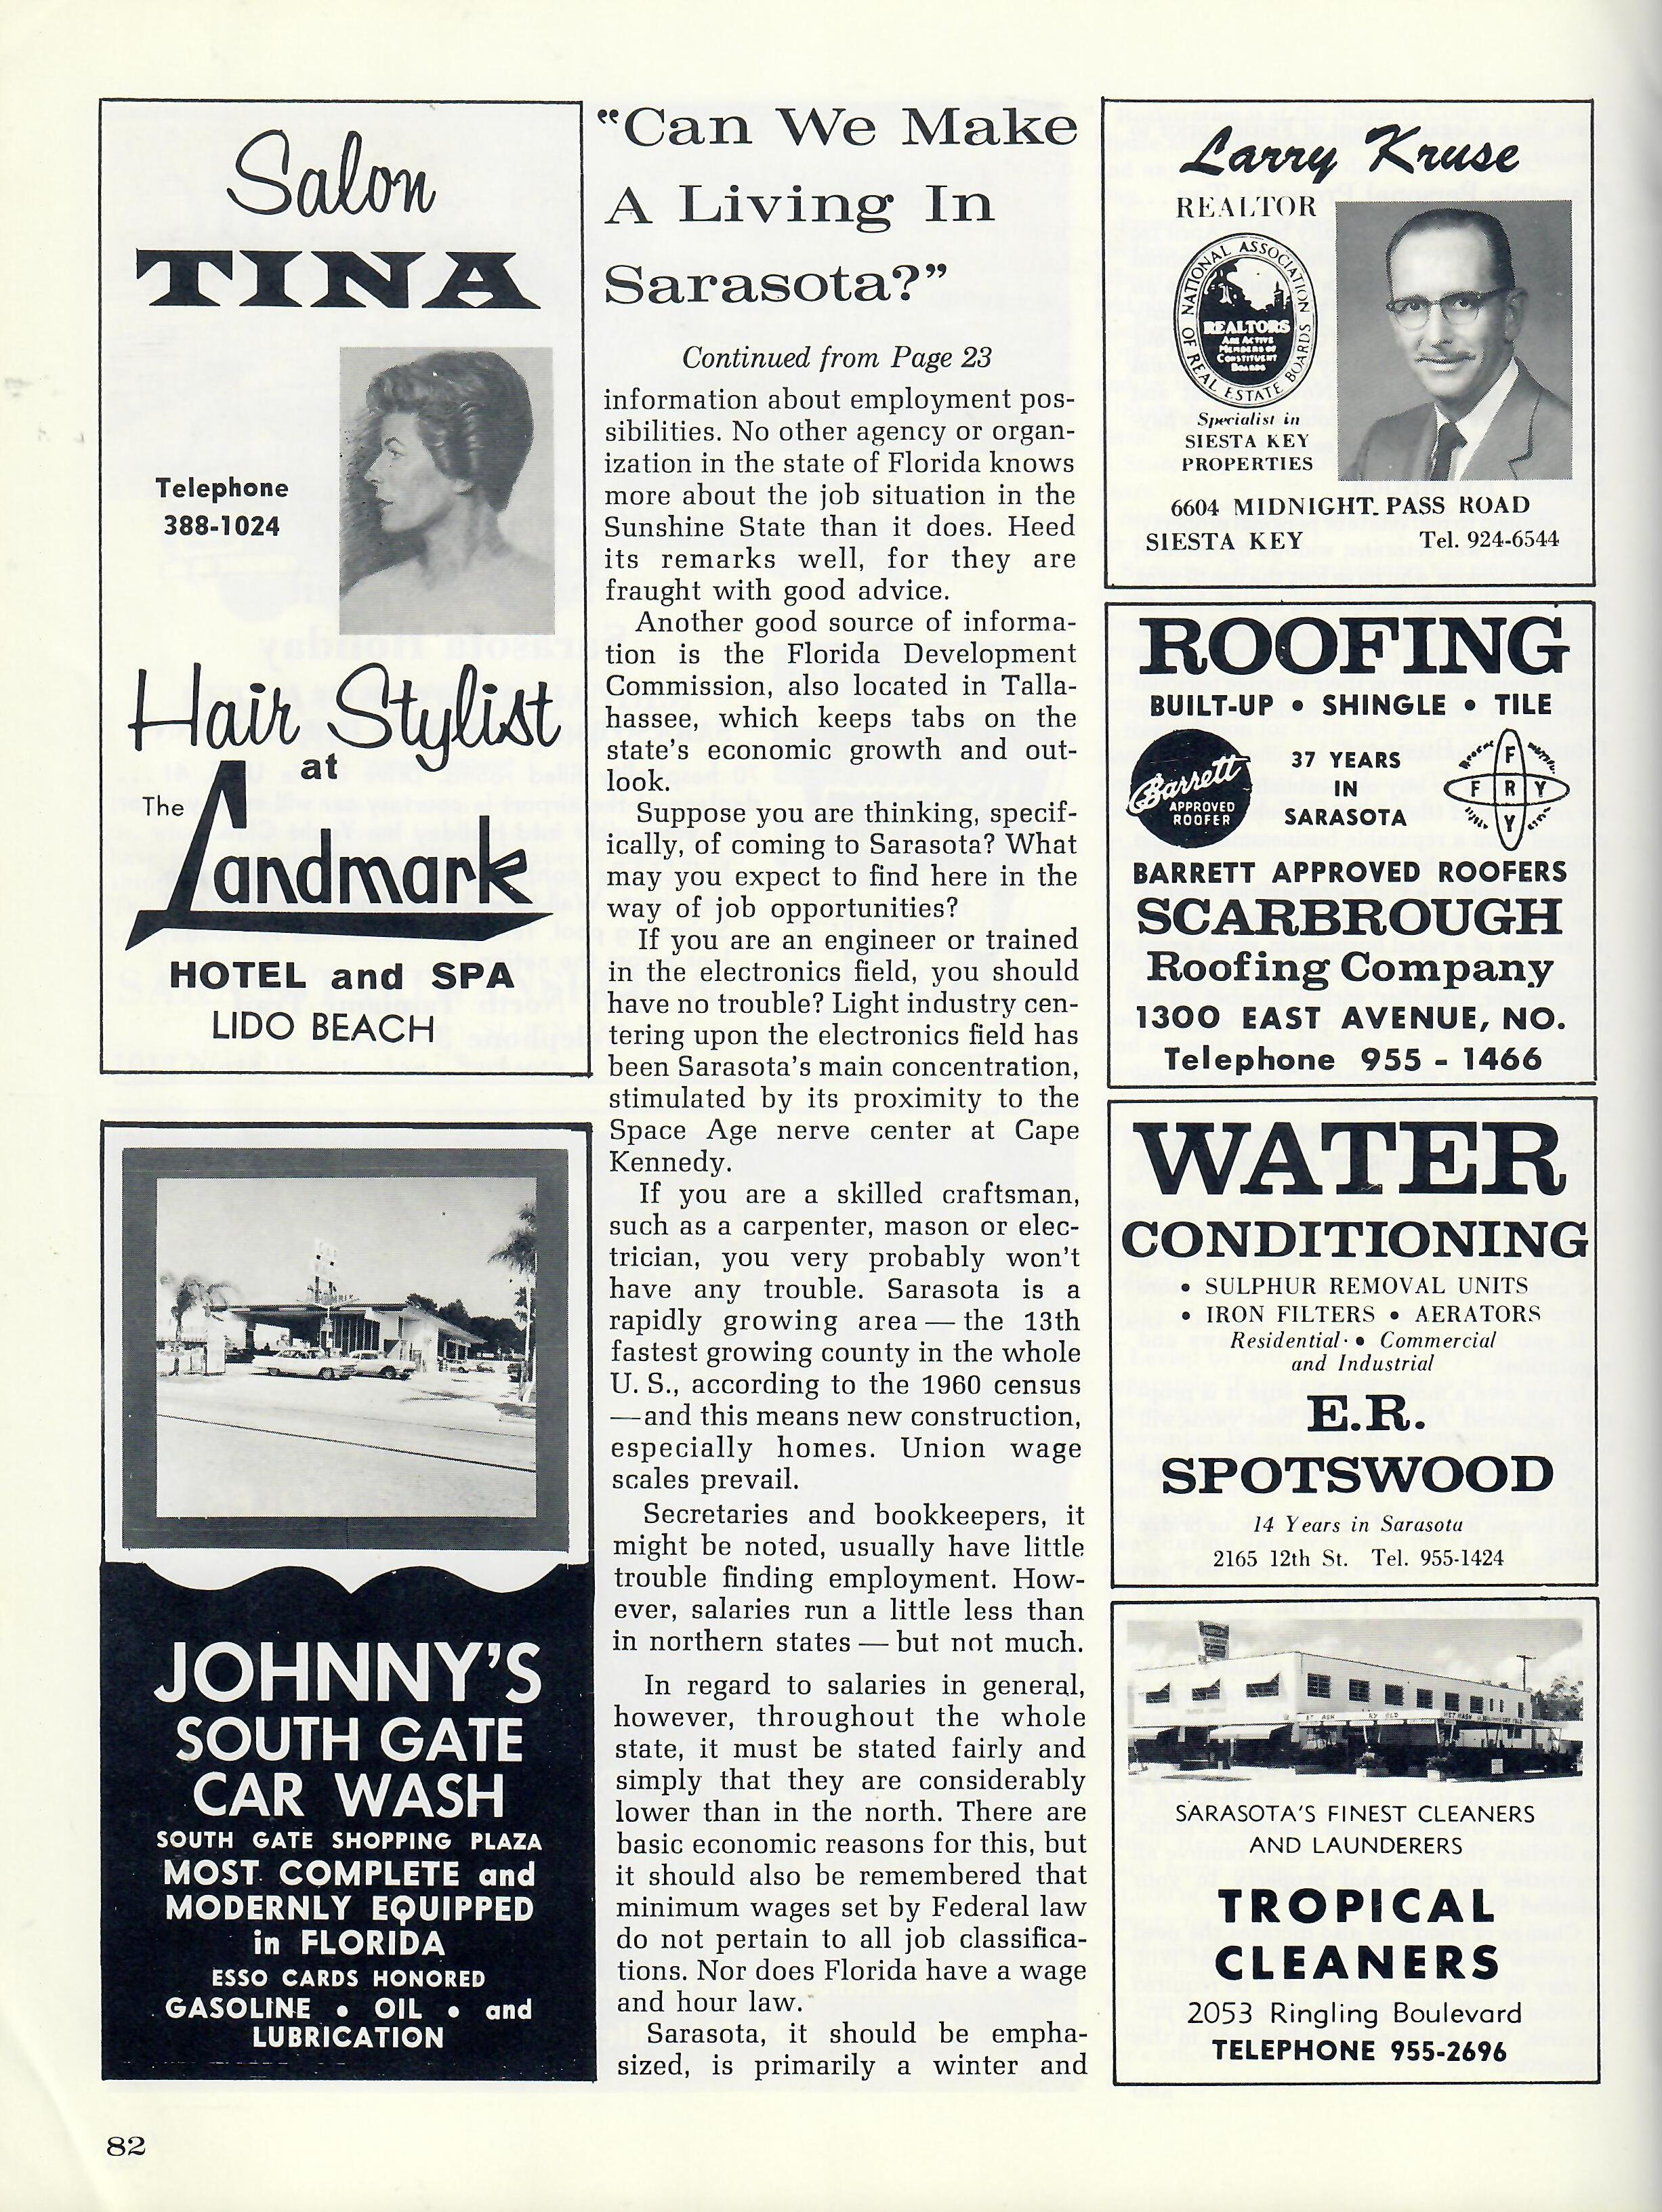 Salon
TINA
Telephone
388-1024
Hair Stylist
at
The
Landmark
HOTEL and SPA
LIDO BEACH
JOHNNY'S
SOUTH GATE
CAR WASH
SOUTH GATE SHOPPING PLAZA
MOST COMPLETE and
MODERNLY EQUIPPED
in FLORIDA
ESSO CARDS HONORED
GASOLINE • OIL • and
LUBRICATION
"Can We Make
A Living In
Sarasota?"
Continued from Page 23
information about employment pos-
sibilities. No other agency or organ-
ization in the state of Florida knows
more about the job situation in the
Sunshine State than it does. Heed
its remarks well, for they are
fraught with good advice.
Another good source of informa-
tion is the Florida Development
Commission, also located in Talla-
hassee, which keeps tabs on the
state's economic growth and out-
look.
Suppose you are thinking, specif-
ically, of coming to Sarasota? What
may you expect to find here in the
way of job opportunities?
If you are an engineer or trained
in the electronics field, you should
have no trouble? Light industry cen-
tering upon the electronics field has
been Sarasota's main concentration,
stimulated by its proximity to the
Space Age nerve center at Cape
Kennedy.
If you are a skilled craftsman,
such as a carpenter, mason or elec-
trician, you very probably won't
have any trouble. Sarasota is a
rapidly growing area — the 13th
fastest growing county in the whole
U. S., according to the 1960 census
—and this means new construction,
especially homes. Union wage
scales prevail.
Secretaries and bookkeepers, it
might be noted, usually have little
trouble finding employment. How-
ever, salaries run a little less than
in northern states — but not much.
In regard to salaries in general,
however, throughout the whole
state, it must be stated fairly and
simply that they are considerably
lower than in the north. There are
basic economic reasons for this, but
it should also be remembered that
minimum wages set by Federal law
do not pertain to all job classifica-
tions. Nor does Florida have a wage
and hour law.
Sarasota, it should be empha-
sized, is primarily a winter and
Larry Kruse
REALTOR
NATIONAL ASSOCIATION
OF REAL ESTATE BOARDS
REALTORS
ARE ACTIVE
MEMBERS OF
CONSTITUENT
BOARDS
Specialist in
SIESTA KEY
PROPERTIES
6604 MIDNIGHT PASS ROAD
SIESTA KEY Tel. 924-6544
ROOFING
BUILT-UP • SHINGLE • TILE
Barrett
APPROVED
ROOFER
37 YEARS
IN
SARASOTA
F
F R Y
Y
BARRETT APPROVED ROOFERS
SCARBROUGH
Roofing Company
1300 EAST AVENUE, NO.
Telephone 955 - 1466
WATER
CONDITIONING
• SULPHUR REMOVAL UNITS
• IRON FILTERS • AERATORS
Residential • Commercial
and Industrial
E.R.
SPOTSWOOD
14 Years in Sarasota
2165 12th St. Tel. 955-1424
SARASOTA'S FINEST CLEANERS
AND LAUNDERERS
TROPICAL
CLEANERS
2053 Ringling Boulevard
TELEPHONE 955-2696
82